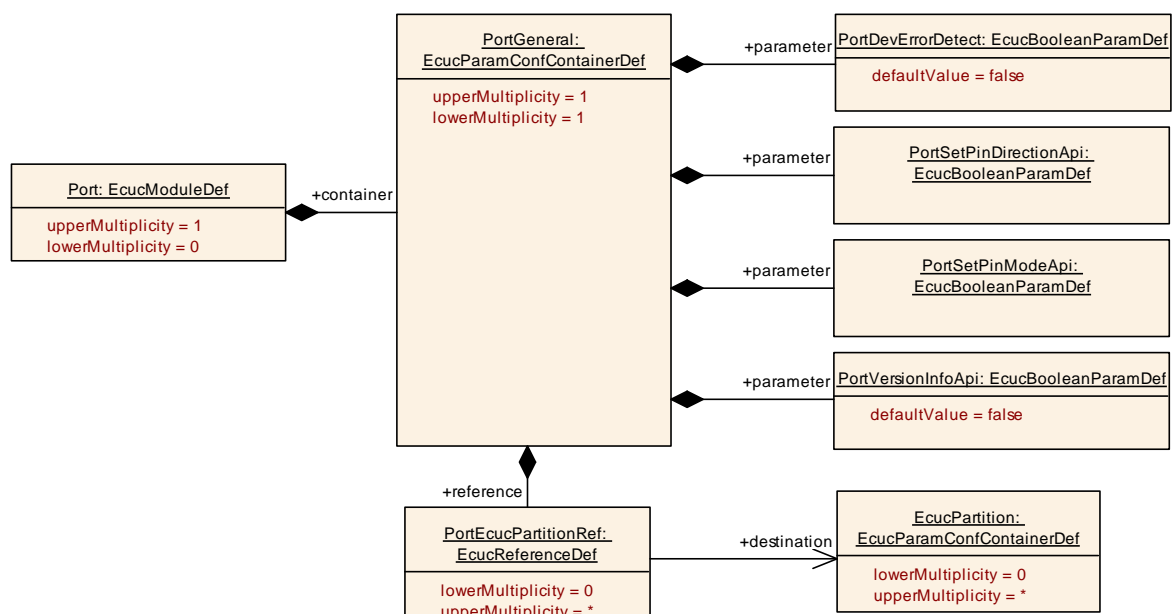 PortGeneral:
EcucParamConfContainerDef
upperMultiplicity = 1
lowerMultiplicity = 1
+parameter
PortDevErrorDetect: EcucBooleanParamDef
defaultValue = false
+parameter
PortSetPinDirectionApi:
EcucBooleanParamDef
Port: EcucModuleDef
upperMultiplicity = 1
lowerMultiplicity = 0
+container
+parameter
PortSetPinModeApi:
EcucBooleanParamDef
+parameter
PortVersionInfoApi: EcucBooleanParamDef
defaultValue = false
+reference
PortEcucPartitionRef:
EcucReferenceDef
lowerMultiplicity = 0
upperMultiplicity = *
+destination
EcucPartition:
EcucParamConfContainerDef
lowerMultiplicity = 0
upperMultiplicity = *